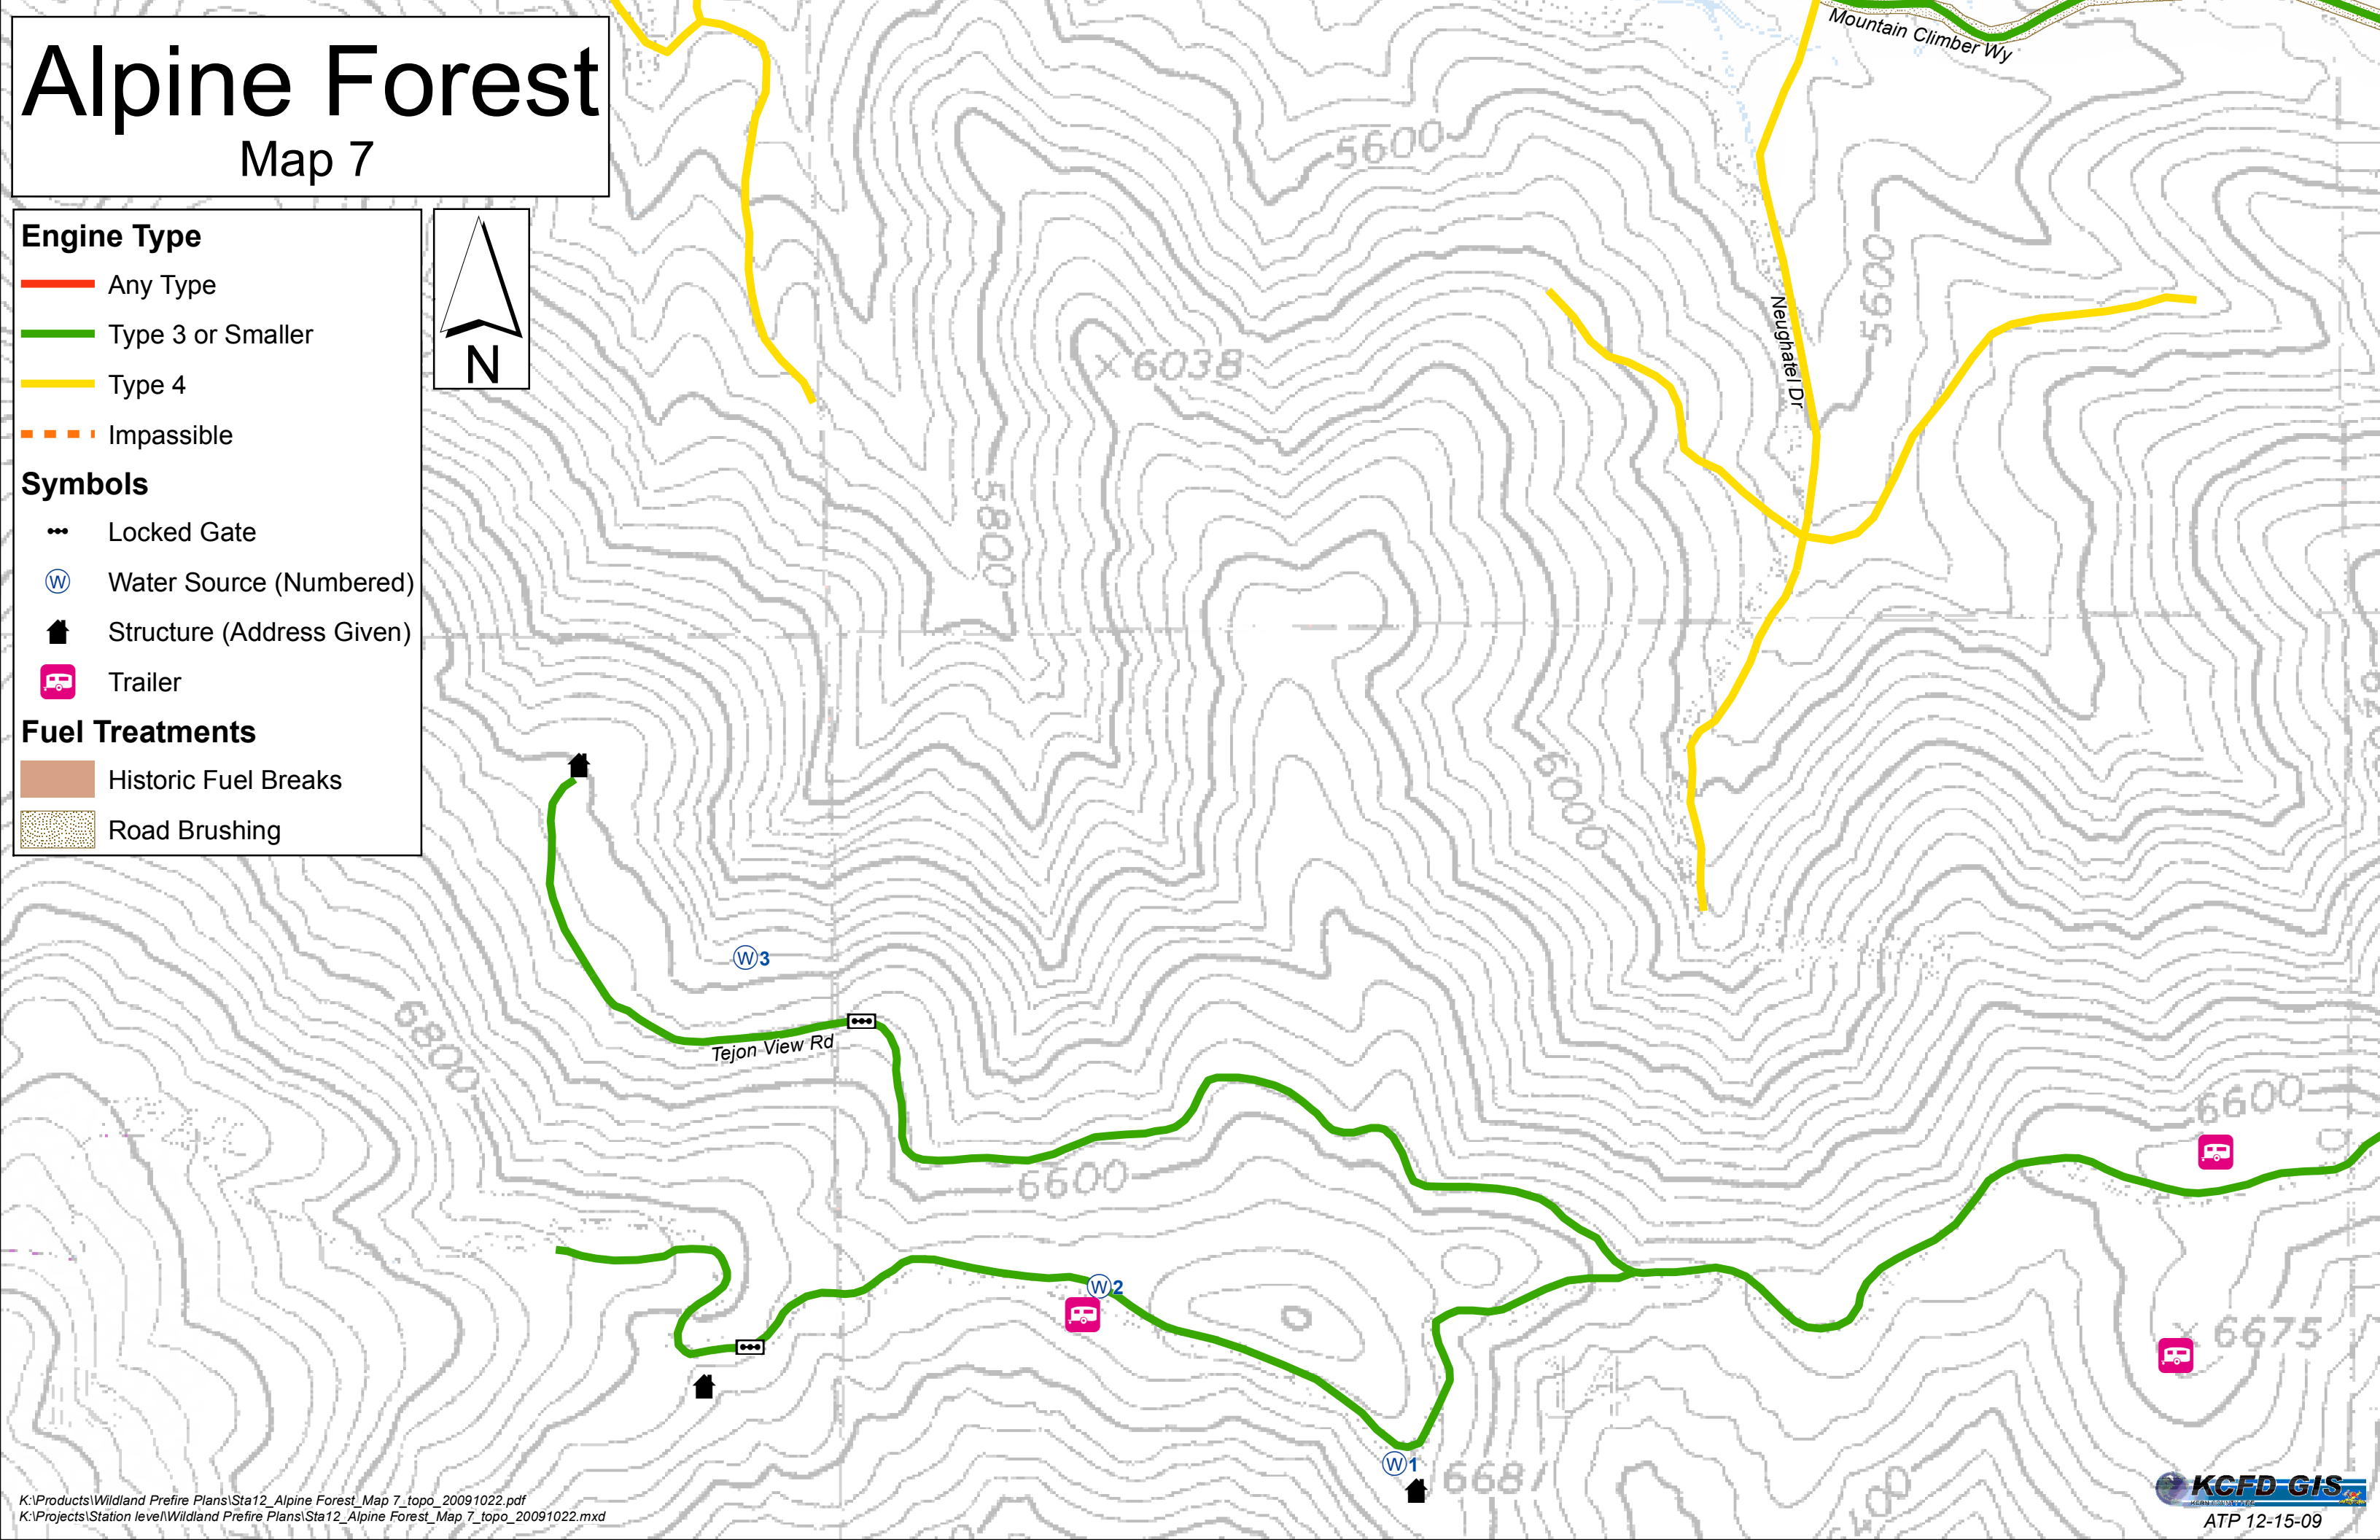 Alpine Forest
Map 7
Engine Type
Any Type
Type 3 or Smaller
Type 4
Impassible
Symbols
Locked Gate
W Water Source (Numbered)
Structure (Address Given)
Trailer
Fuel Treatments
Historic Fuel Breaks
Road Brushing
N
Mountain Climber Wy
5600
5600
Neughatel Dr
6038
5800
6000
W 3
6800
Tejon View Rd
6600
6600
W 2
6675
W 1
668
K:\Products\Wildland Prefire Plans\Sta12_Alpine Forest_Map 7_topo_20091022.pdf
K:\Projects\Station level\Wildland Prefire Plans\Sta12_Alpine Forest_Map 7_topo_20091022.mxd
KCFD GIS
ATP 12-15-09